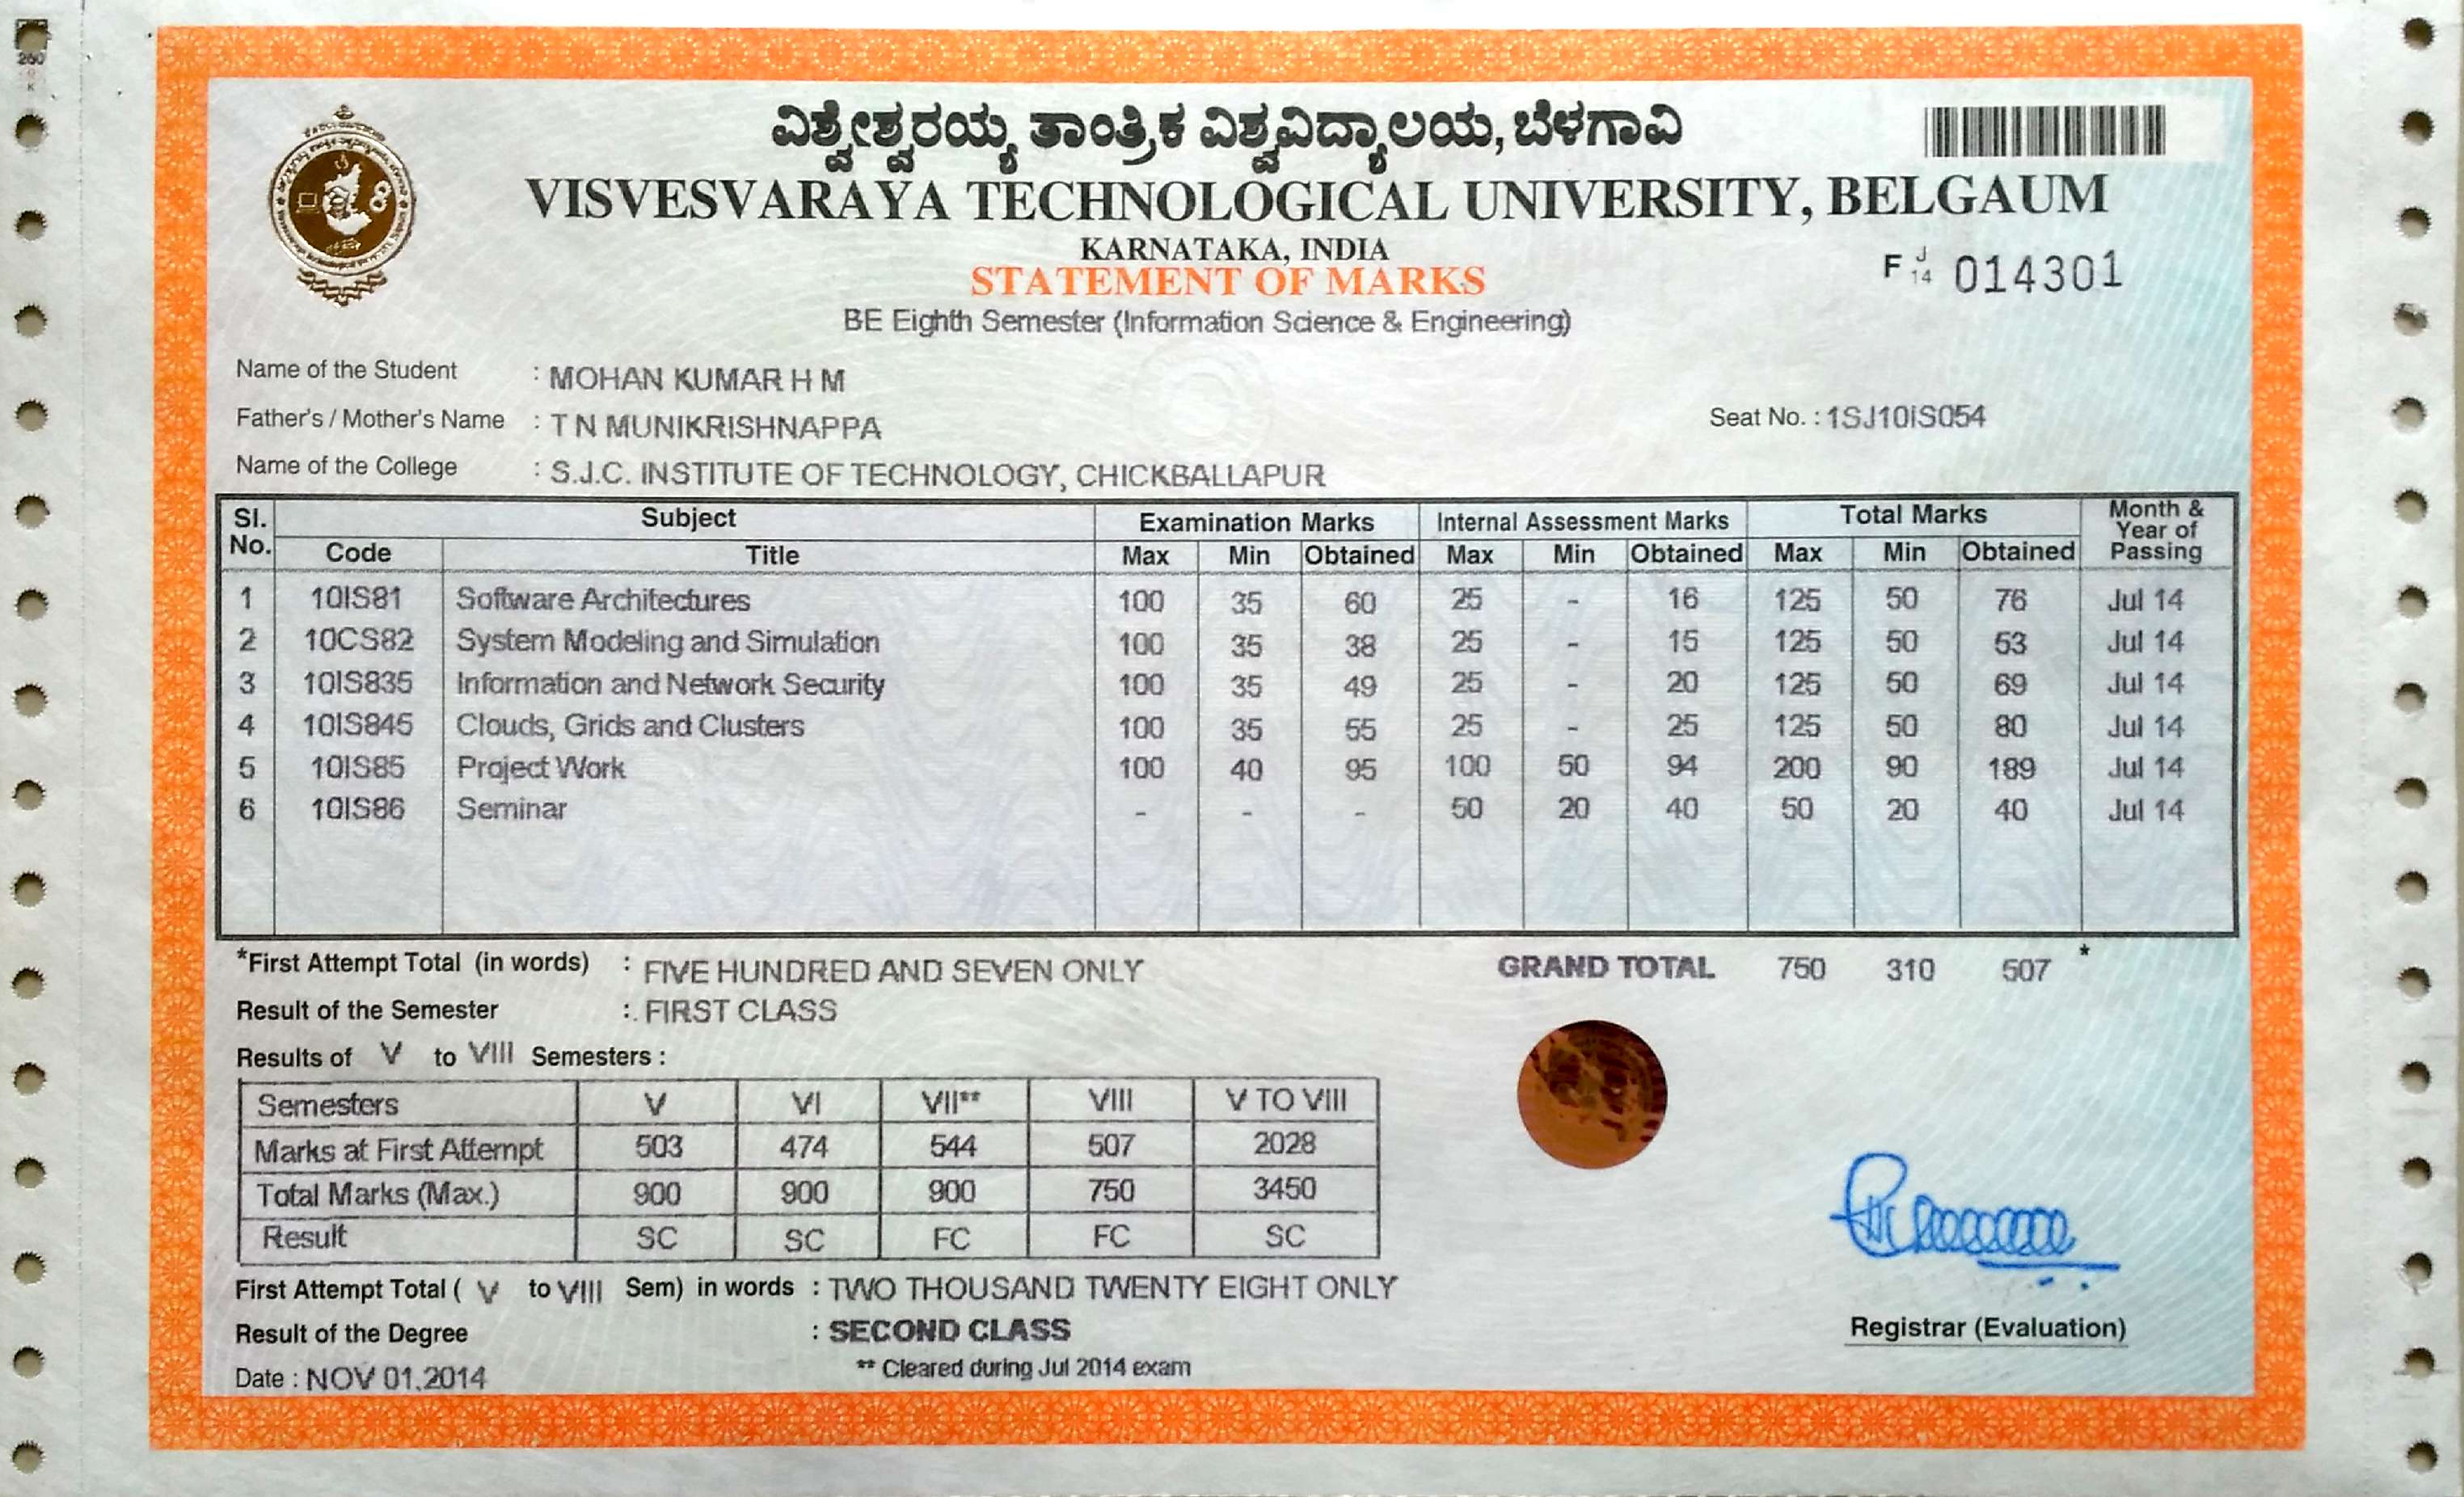 ವಿಶ್ವೇಶ್ವರಯ್ಯ ತಾಂತ್ರಿಕ ವಿಶ್ವವಿದ್ಯಾಲಯ, ಬೆಳಗಾವಿ
VISVESVARAYA TECHNOLOGICAL UNIVERSITY, BELGAUM
KARNATAKA, INDIA
STATEMENT OF MARKS
F J 14 014301
BE Eighth Semester (Information Science & Engineering)
Name of the Student : MOHAN KUMAR H M
Father's / Mother's Name : T N MUNIKRISHNAPPA Seat No. : 1SJ10IS054
Name of the College : S.J.C. INSTITUTE OF TECHNOLOGY, CHICKBALLAPUR
Sl. No. Subject Examination Marks Internal Assessment Marks Total Marks Month & Year of Passing
Code Title Max Min Obtained Max Min Obtained Max Min Obtained
1 10IS81 Software Architectures 100 35 60 25 - 16 125 50 76 Jul 14
2 10CS82 System Modeling and Simulation 100 35 38 25 - 15 125 50 53 Jul 14
3 10IS835 Information and Network Security 100 35 49 25 - 20 125 50 69 Jul 14
4 10IS845 Clouds, Grids and Clusters 100 35 55 25 - 25 125 50 80 Jul 14
5 10IS85 Project Work 100 40 95 100 50 94 200 90 189 Jul 14
6 10IS86 Seminar - - - 50 20 40 50 20 40 Jul 14
*First Attempt Total (in words) : FIVE HUNDRED AND SEVEN ONLY GRAND TOTAL 750 310 507 *
Result of the Semester :. FIRST CLASS
Results of V to VIII Semesters :
Semesters V VI VII** VIII V TO VIII
Marks at First Attempt 503 474 544 507 2028
Total Marks (Max.) 900 900 900 750 3450
Result SC SC FC FC SC
First Attempt Total ( V to VIII Sem) in words : TWO THOUSAND TWENTY EIGHT ONLY
Result of the Degree : SECOND CLASS
Registrar (Evaluation)
Date : NOV 01,2014 ** Cleared during Jul 2014 exam